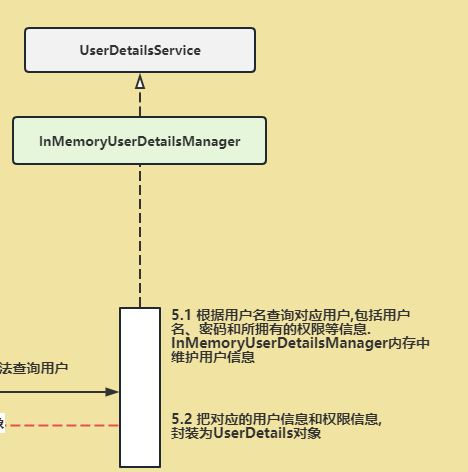 UserDetailsService
InMemoryUserDetailsManager
5.1 根据用户名查询对应用户,包括用户
名、密码和所拥有的权限等信息.
InMemoryUserDetailsManager内存中
维护用户信息
法查询用户
5.2 把对应的用户信息和权限信息,
封装为UserDetails对象